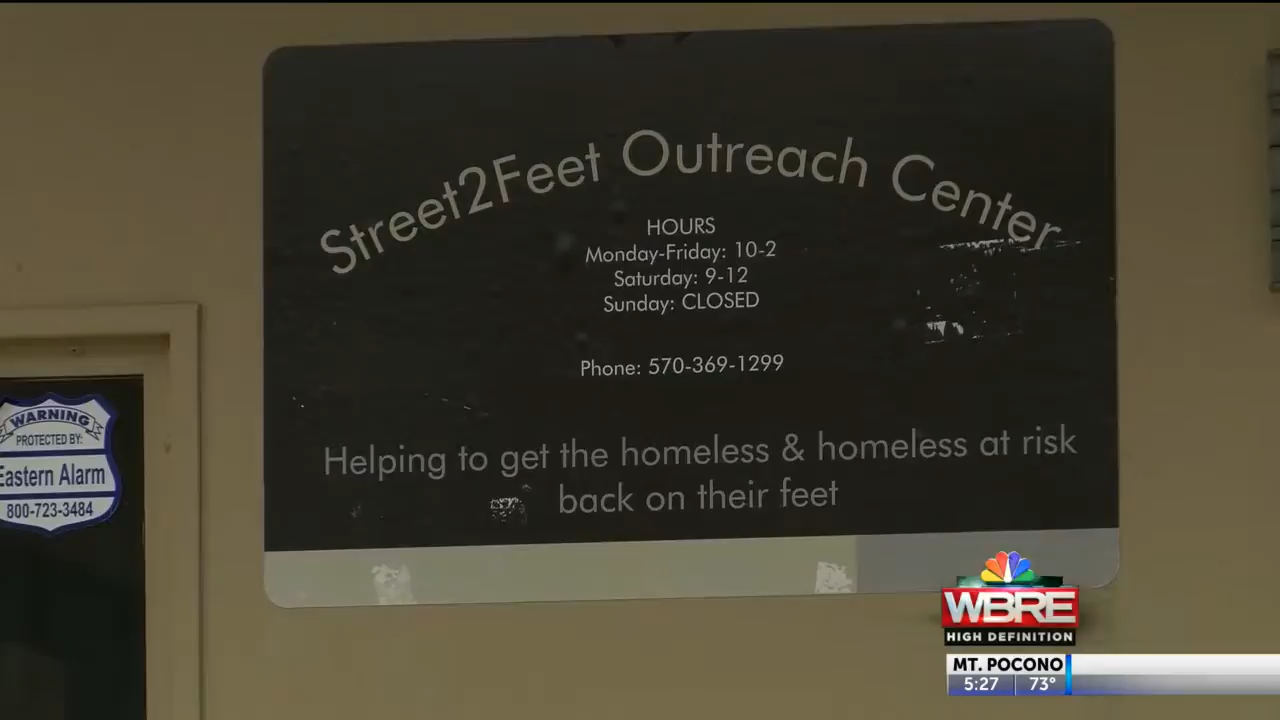 Street2Feet Outreach Center
HOURS
Monday-Friday: 10-2
Saturday: 9-12
Sunday: CLOSED
Phone: 570-369-1299
Helping to get the homeless & homeless at risk
back on their feet
WARNING
PROTECTED BY:
Eastern Alarm
800-723-3484
WBRE
HIGH DEFINITION
MT. POCONO
5:27 73°